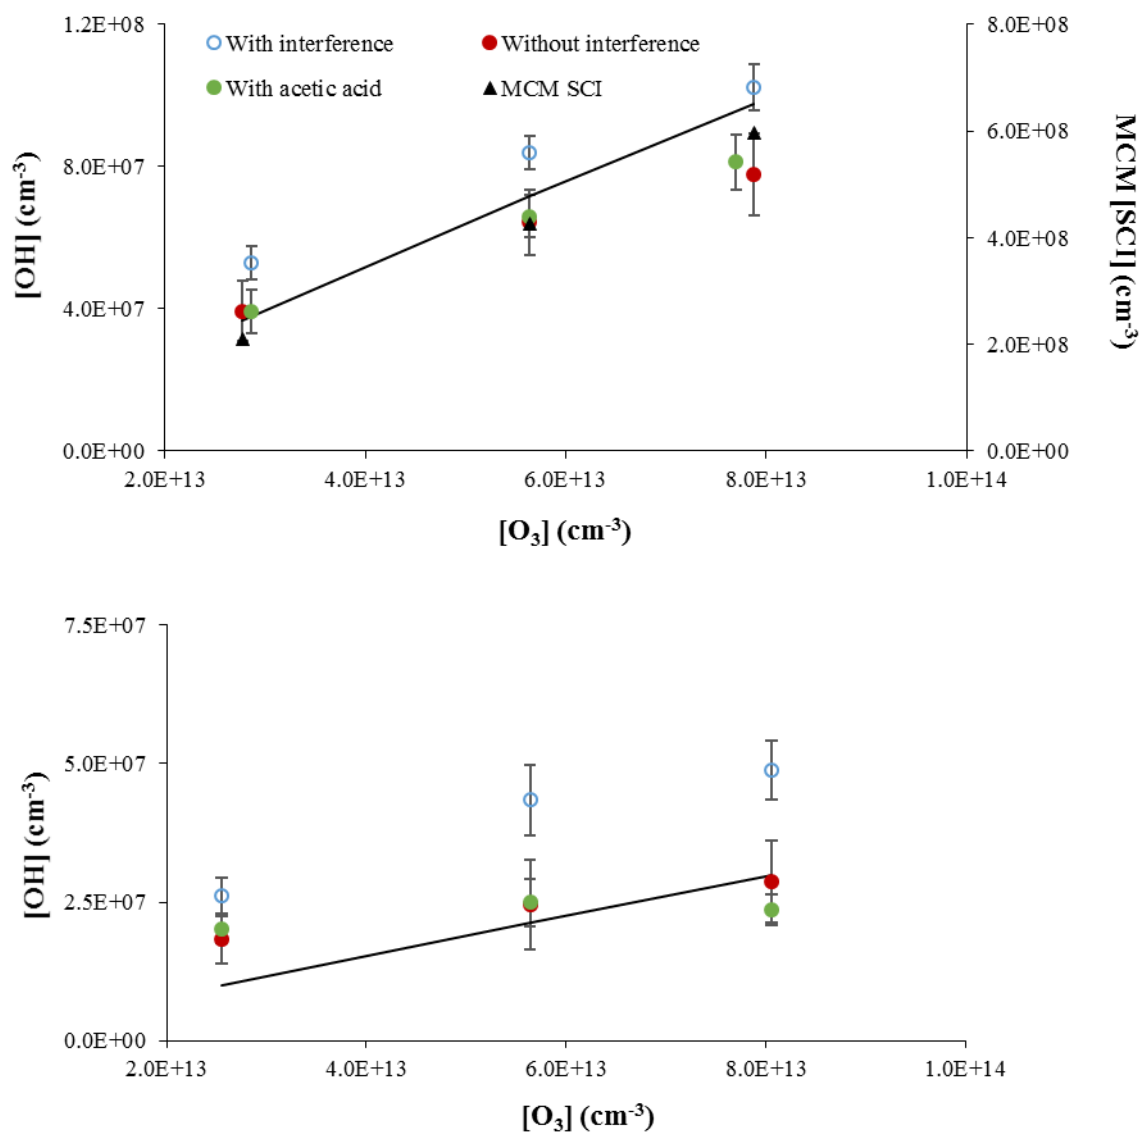 1.2E+08
8.0E+08
With interference
Without interference
With acetic acid
MCM SCI
8.0E+07
6.0E+08
4.0E+08
4.0E+07
2.0E+08
0.0E+00
0.0E+00
[OH] (cm-3)
MCM [SCI] (cm-3)
2.0E+13 4.0E+13 6.0E+13 8.0E+13 1.0E+14
[O3] (cm-3)
7.5E+07
5.0E+07
2.5E+07
0.0E+00
[OH] (cm-3)
2.0E+13 4.0E+13 6.0E+13 8.0E+13 1.0E+14
[O3] (cm-3)